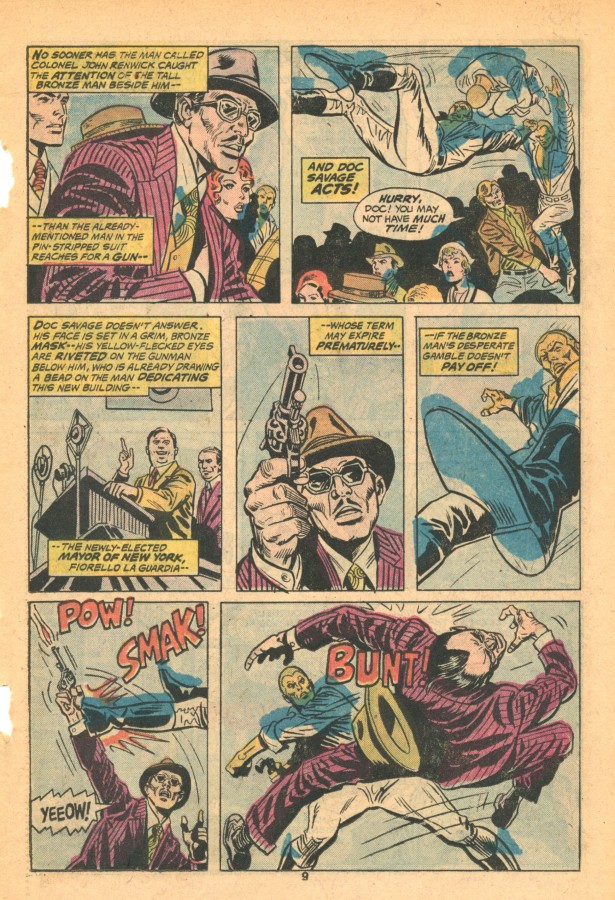 NO SOONER HAS THE MAN CALLED
COLONEL JOHN RENWICK CAUGHT
THE ATTENTION OF THE TALL
BRONZE MAN BESIDE HIM--
--THAN THE ALREADY-
MENTIONED MAN IN THE
PIN-STRIPPED SUIT
REACHES FOR A GUN--
AND DOC
SAVAGE
ACTS!
HURRY,
DOC! YOU MAY
NOT HAVE MUCH
TIME!
DOC SAVAGE DOESN'T ANSWER.
HIS FACE IS SET IN A GRIM, BRONZE
MASK--HIS YELLOW-FLECKED EYES
ARE RIVETED ON THE GUNMAN
BELOW HIM, WHO IS ALREADY DRAWING
A BEAD ON THE MAN DEDICATING
THIS NEW BUILDING--
--THE NEWLY-ELECTED
MAYOR OF NEW YORK,
FIORELLO LA GUARDIA--
--WHOSE TERM
MAY EXPIRE
PREMATURELY--
--IF THE BRONZE
MAN'S DESPERATE
GAMBLE DOESN'T
PAY OFF!
POW!
SMAK!
YEEOW!
BUNT!
9